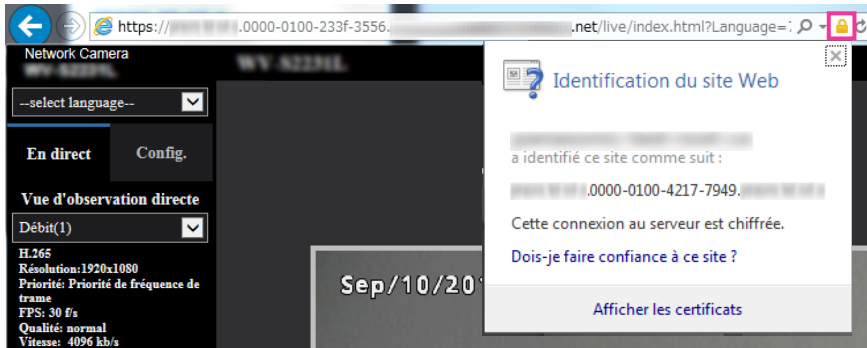 https:// .0000-0100-233f-3556. .net/live/index.html?Language=
Network Camera
WV-S2231L
--select language--
En direct Config.
Vue d'observation directe
Débit(1)
H.265
Résolution:1920x1080
Priorité: Priorité de fréquence de
trame
FPS: 30 f/s
Qualité: normal
Vitesse: 4096 kb/s
Sep/10/20
Identification du site Web
a identifié ce site comme suit :
.0000-0100-4217-7949.
Cette connexion au serveur est chiffrée.
Dois-je faire confiance à ce site ?
Afficher les certificats